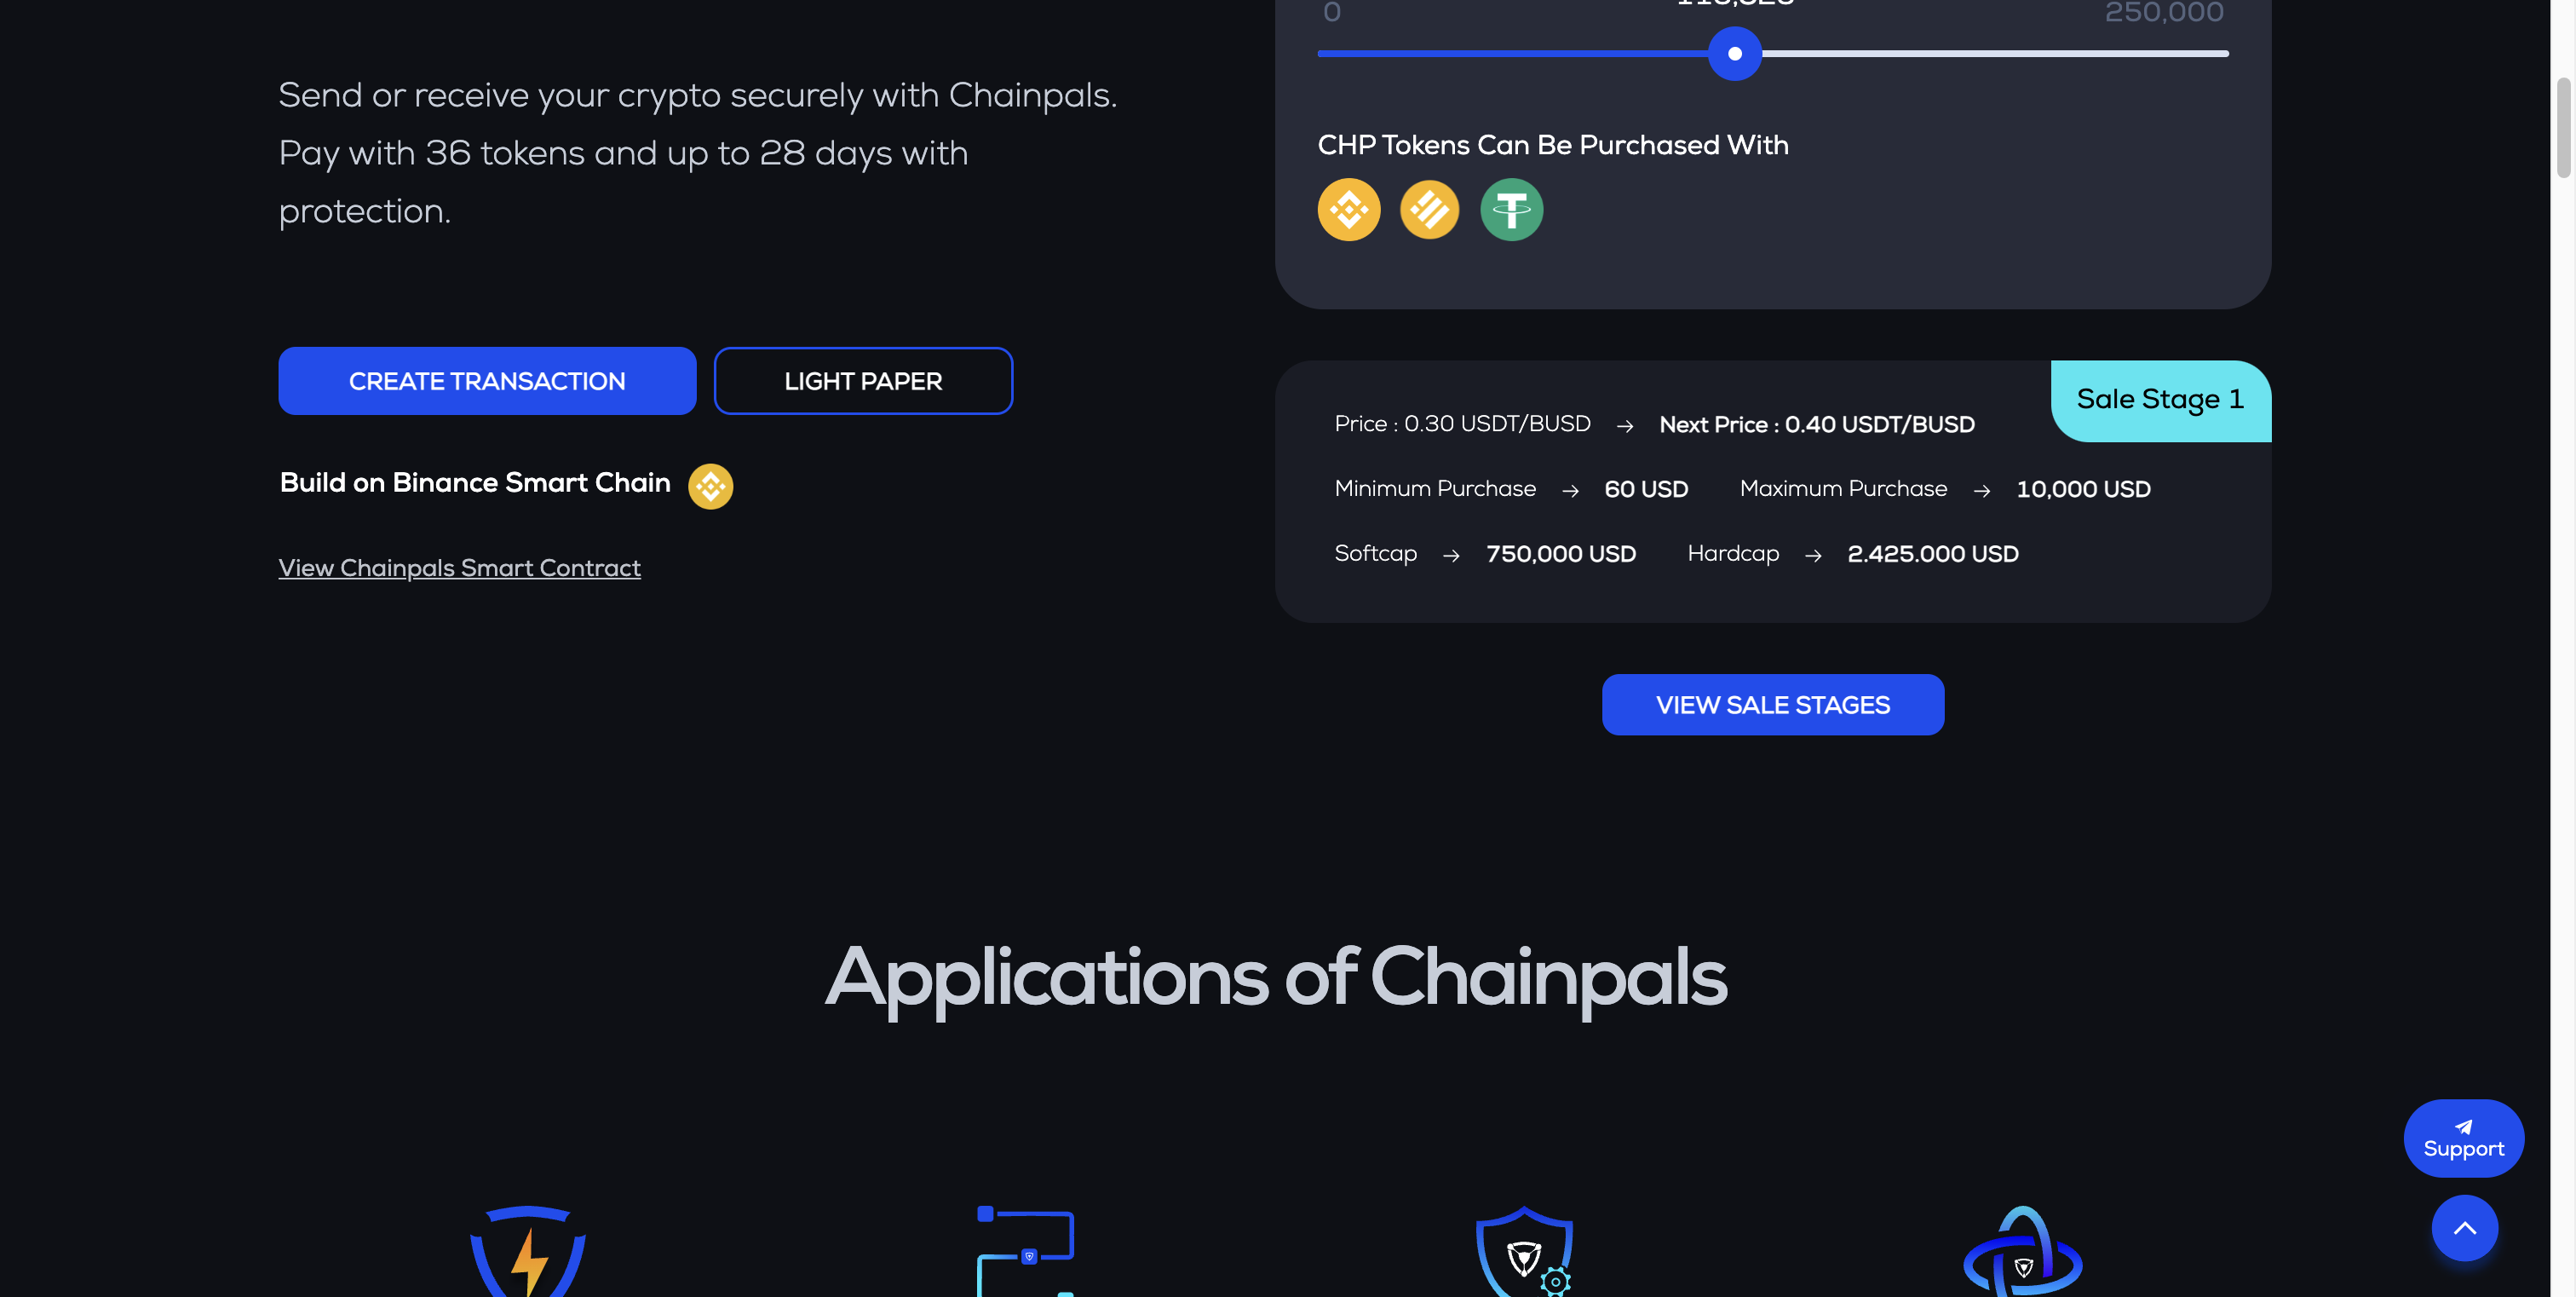 0
250,000
Send or receive your crypto securely with Chainpals.
Pay with 36 tokens and up to 28 days with
protection.
CREATE TRANSACTION
LIGHT PAPER
Build on Binance Smart Chain
View Chainpals Smart Contract
CHP Tokens Can Be Purchased With
Sale Stage 1
Price : 0.30 USDT/BUSD → Next Price : 0.40 USDT/BUSD
Minimum Purchase → 60 USD Maximum Purchase → 10,000 USD
Softcap → 750,000 USD Hardcap → 2.425.000 USD
VIEW SALE STAGES
Applications of Chainpals
Support